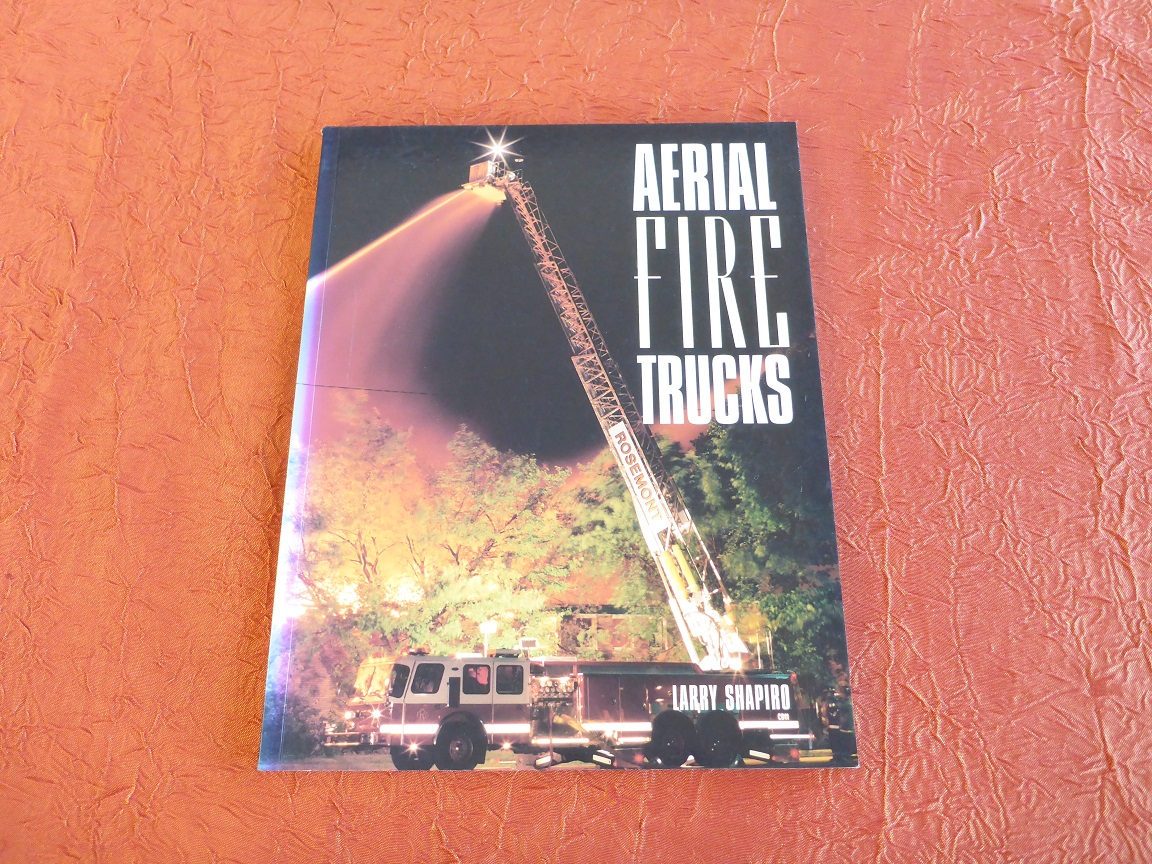 AERIAL
FIRE
TRUCKS
ROSEMONT
LARRY SHAPIRO